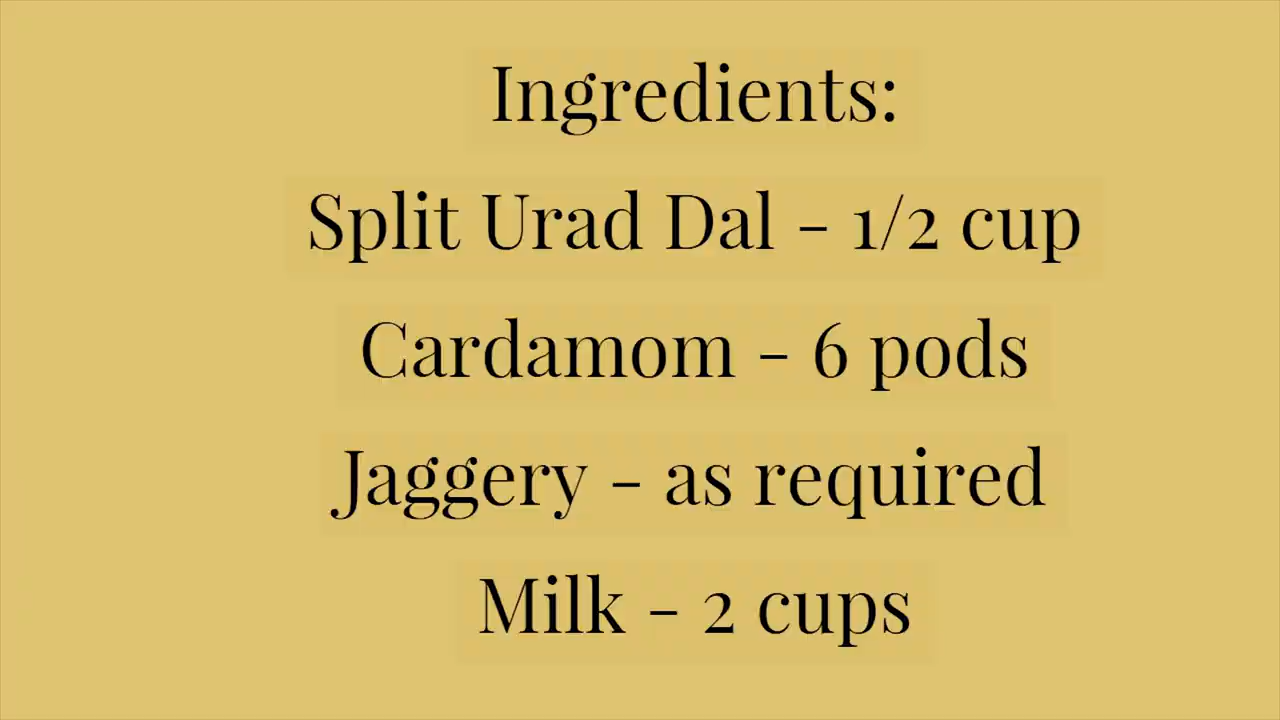 Ingredients:
Split Urad Dal - 1/2 cup
Cardamom - 6 pods
Jaggery - as required
Milk - 2 cups